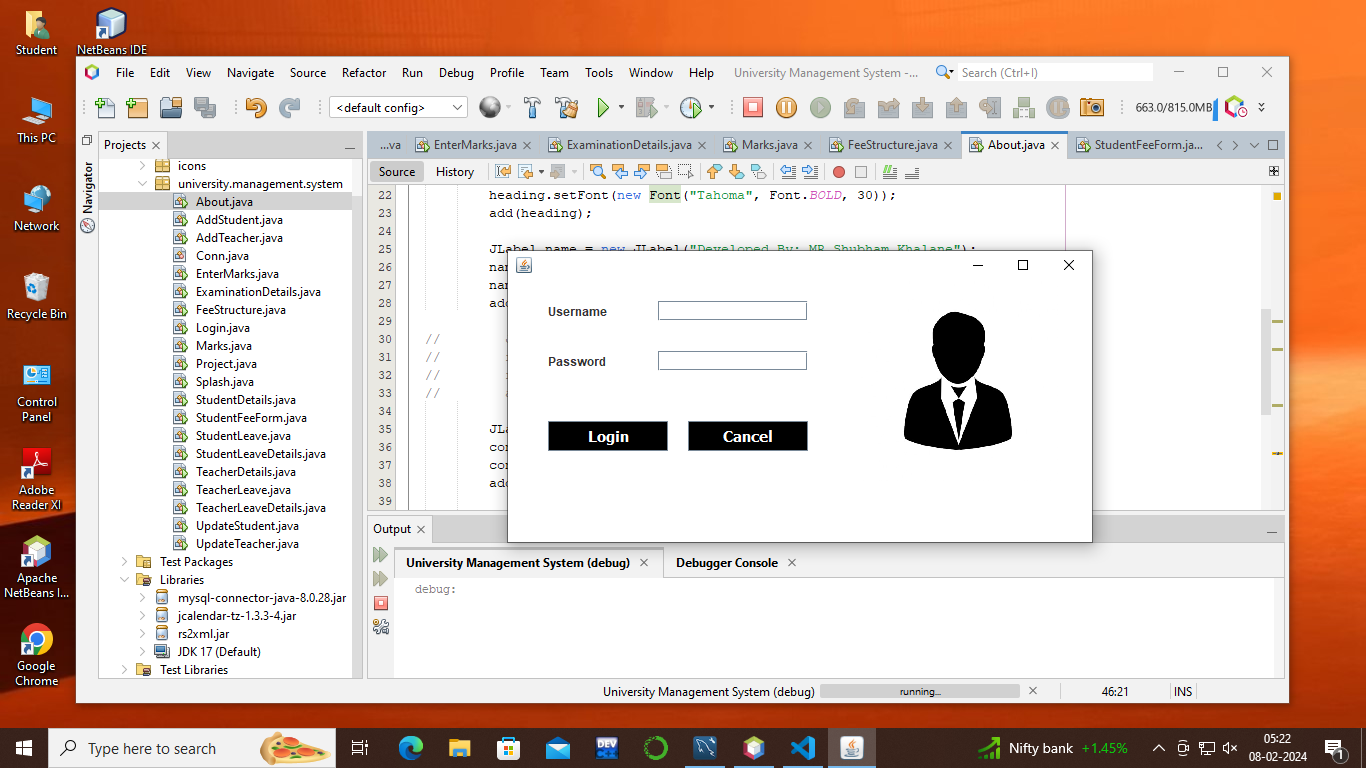 Student
NetBeans IDE
This PC
Network
Recycle Bin
Control
Panel
Adobe
Reader XI
Apache
NetBeans I...
Google
Chrome
File Edit View Navigate Source Refactor Run Debug Profile Team Tools Window Help University Management System -... Search (Ctrl+I)
<default config> 663.0/815.0MB
Projects
Navigator
icons
university.management.system
About.java
AddStudent.java
AddTeacher.java
Conn.java
EnterMarks.java
ExaminationDetails.java
FeeStructure.java
Login.java
Marks.java
Project.java
Splash.java
StudentDetails.java
StudentFeeForm.java
StudentLeave.java
StudentLeaveDetails.java
TeacherDetails.java
TeacherLeave.java
TeacherLeaveDetails.java
UpdateStudent.java
UpdateTeacher.java
Test Packages
Libraries
mysql-connector-java-8.0.28.jar
jcalendar-tz-1.3.3-4.jar
rs2xml.jar
JDK 17 (Default)
Test Libraries
...va EnterMarks.java ExaminationDetails.java Marks.java FeeStructure.java About.java StudentFeeForm.ja...
Source History
22 heading.setFont(new Font("Tahoma", Font.BOLD, 30));
23 add(heading);
24
25 JLabel name = new JLabel("Developed By: MR Shubham Khalane");
26
27
28
29
30 //
31 //
32 //
33 //
34
35
36
37
38
39
Username
Password
Login Cancel
Output
University Management System (debug) Debugger Console
debug:
University Management System (debug) running... 46:21 INS
Type here to search
DEV
Nifty bank +1.45%
05:22
08-02-2024
1